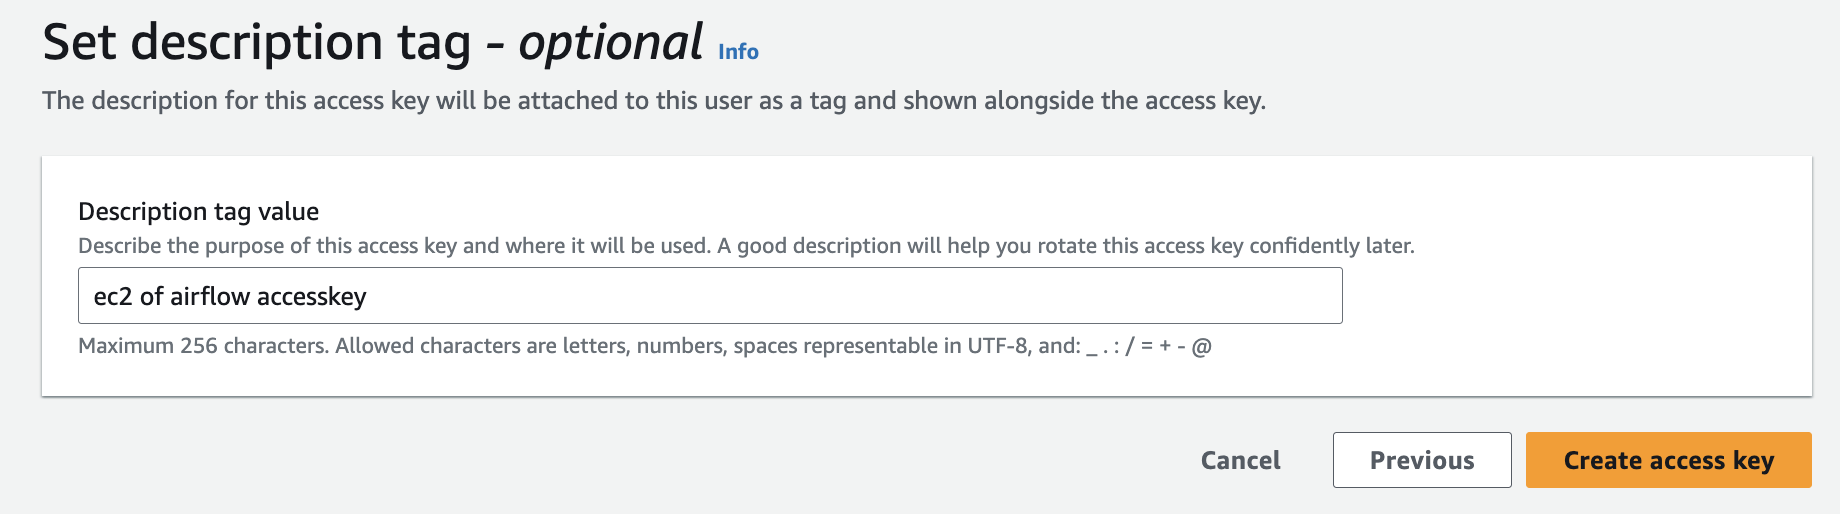 Set description tag - optional Info
The description for this access key will be attached to this user as a tag and shown alongside the access key.
Description tag value
Describe the purpose of this access key and where it will be used. A good description will help you rotate this access key confidently later.
ec2 of airflow accesskey
Maximum 256 characters. Allowed characters are letters, numbers, spaces representable in UTF-8, and: _ . : / = + - @
Cancel Previous Create access key